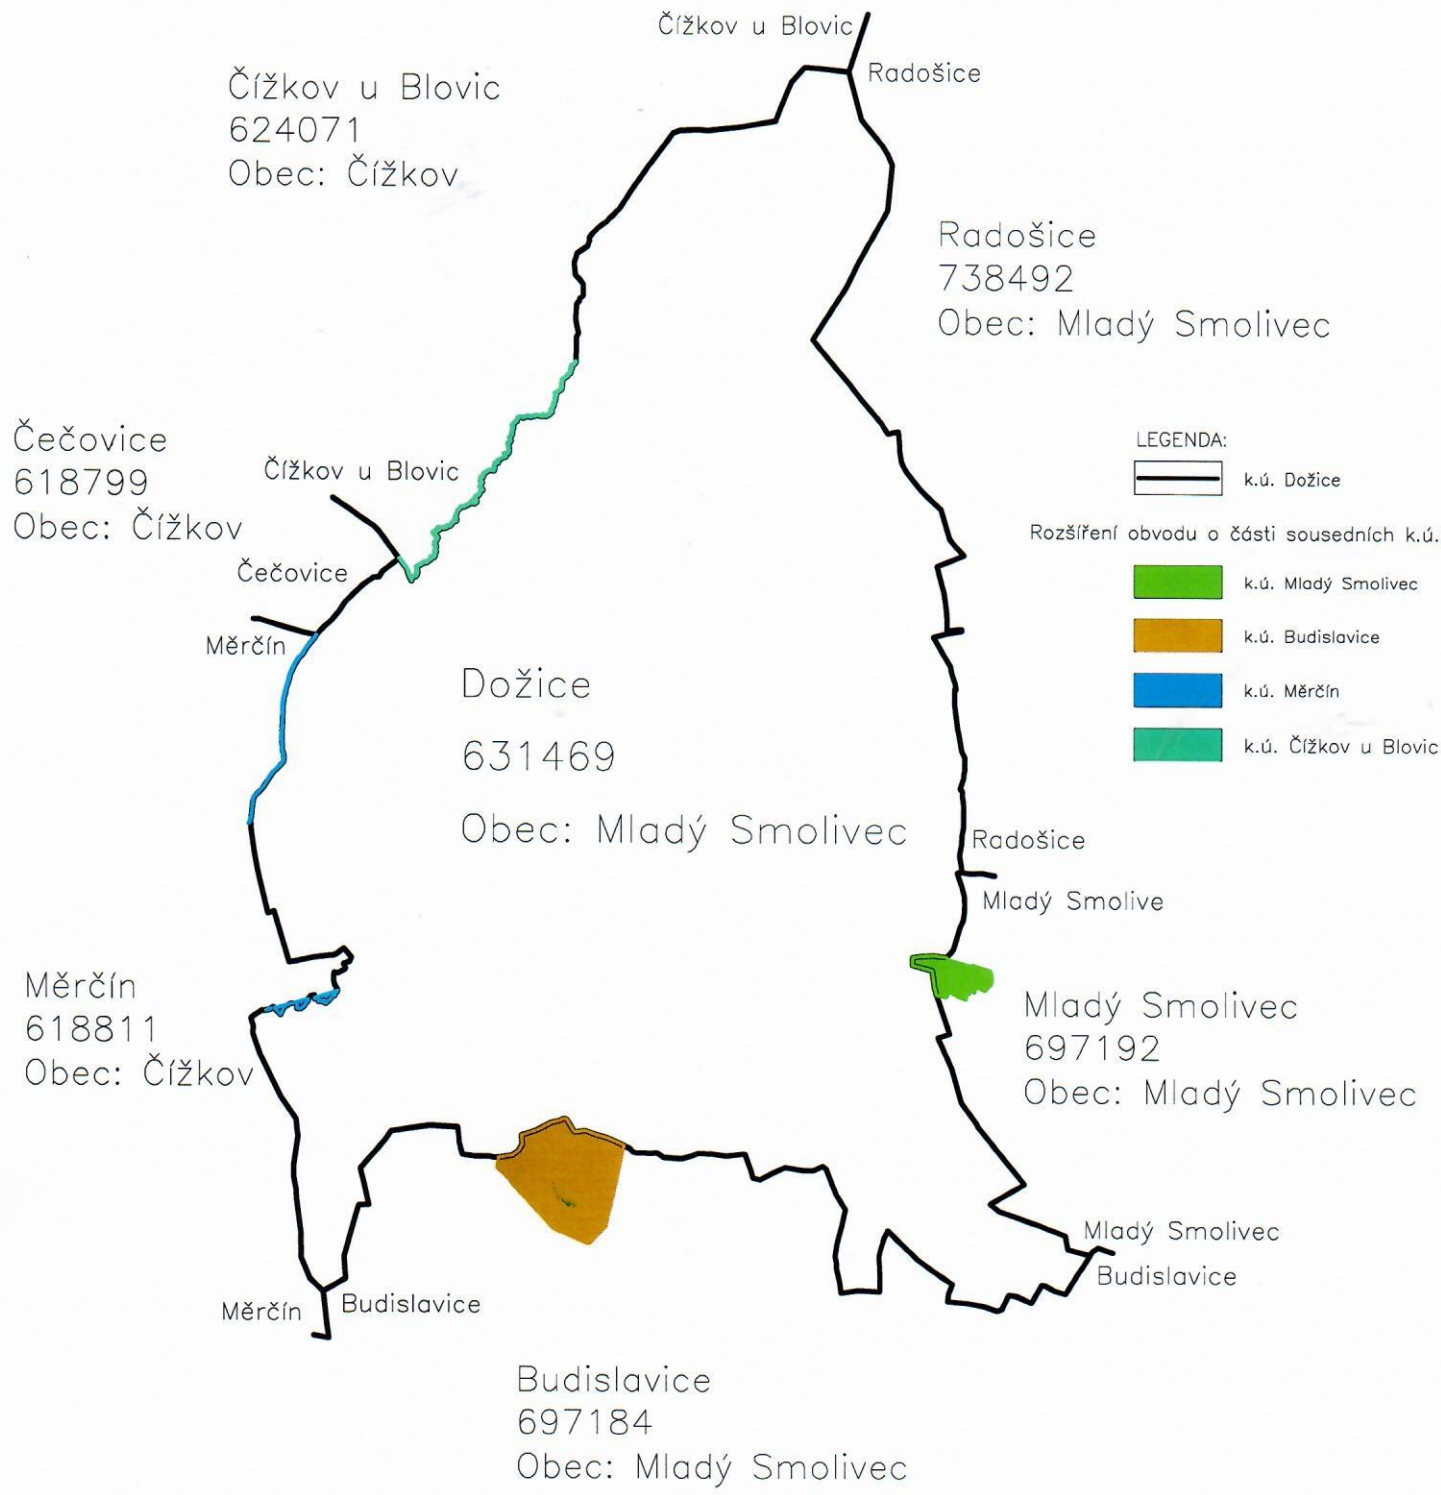 Čížkov u Blovic
Radošice
Čížkov u Blovic
624071
Obec: Čížkov
Radošice
738492
Obec: Mladý Smolivec
Čečovice
618799
Obec: Čížkov
Čížkov u Blovic
Čečovice
Měrčín
LEGENDA:
k.ú. Dožice
Rozšíření obvodu o části sousedních k.ú.
k.ú. Mladý Smolivec
k.ú. Budislavice
k.ú. Měrčín
k.ú. Čížkov u Blovic
Dožice
631469
Obec: Mladý Smolivec
Radošice
Mladý Smolive
Měrčín
618811
Obec: Čížkov
Mladý Smolivec
697192
Obec: Mladý Smolivec
Mladý Smolivec
Budislavice
Měrčín
Budislavice
Budislavice
697184
Obec: Mladý Smolivec